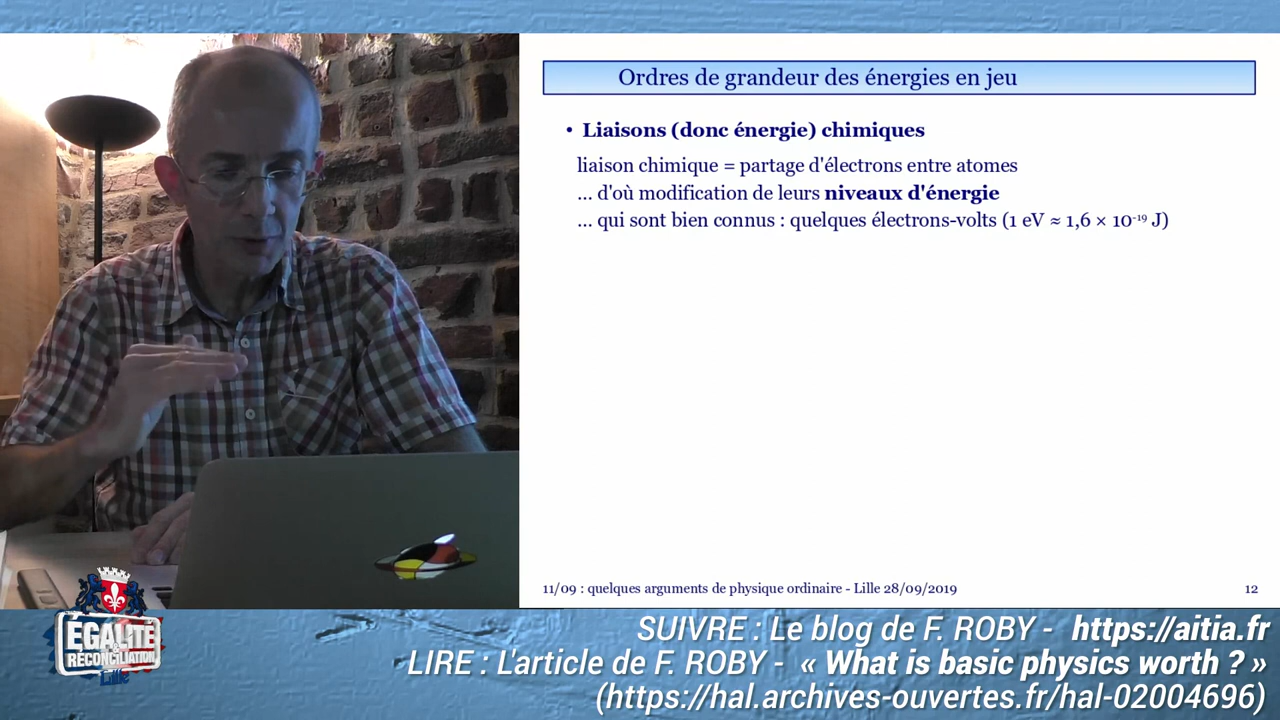 Ordres de grandeur des énergies en jeu
• Liaisons (donc énergie) chimiques
liaison chimique = partage d'électrons entre atomes
... d'où modification de leurs niveaux d'énergie
... qui sont bien connus : quelques électrons-volts (1 eV ≈ 1,6 × 10⁻¹⁹ J)
11/09 : quelques arguments de physique ordinaire - Lille 28/09/2019
12
EGALITE
&
RÉCONCILIATION
Lille
SUIVRE : Le blog de F. ROBY - https://aitia.fr
LIRE : L'article de F. ROBY - « What is basic physics worth ? »
(https://hal.archives-ouvertes.fr/hal-02004696)